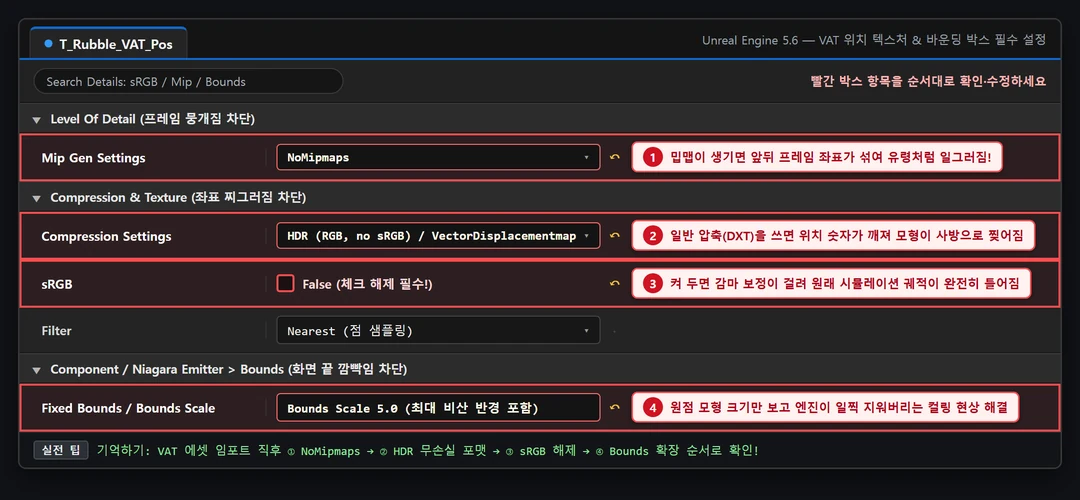 T_Rubble_VAT_Pos
Unreal Engine 5.6 — VAT 위치 텍스처 & 바운딩 박스 필수 설정
Search Details: sRGB / Mip / Bounds
빨간 박스 항목을 순서대로 확인·수정하세요
Level Of Detail (프레임 뭉개짐 차단)
Mip Gen Settings
NoMipmaps
1 밉맵이 생기면 앞뒤 프레임 좌표가 섞여 유령처럼 일그러짐!
Compression & Texture (좌표 찌그러짐 차단)
Compression Settings
HDR (RGB, no sRGB) / VectorDisplacementmap
2 일반 압축(DXT)을 쓰면 위치 숫자가 깨져 모형이 사방으로 찢어짐
sRGB
False (체크 해제 필수!)
3 켜 두면 감마 보정이 걸려 원래 시뮬레이션 궤적이 완전히 틀어짐
Filter
Nearest (점 샘플링)
Component / Niagara Emitter > Bounds (화면 끝 깜빡임 차단)
Fixed Bounds / Bounds Scale
Bounds Scale 5.0 (최대 비산 반경 포함)
4 원점 모형 크기만 보고 엔진이 일찍 지워버리는 컬링 현상 해결
실전 팁
기억하기: VAT 에셋 임포트 직후 ① NoMipmaps → ② HDR 무손실 포맷 → ③ sRGB 해제 → ④ Bounds 확장 순서로 확인!